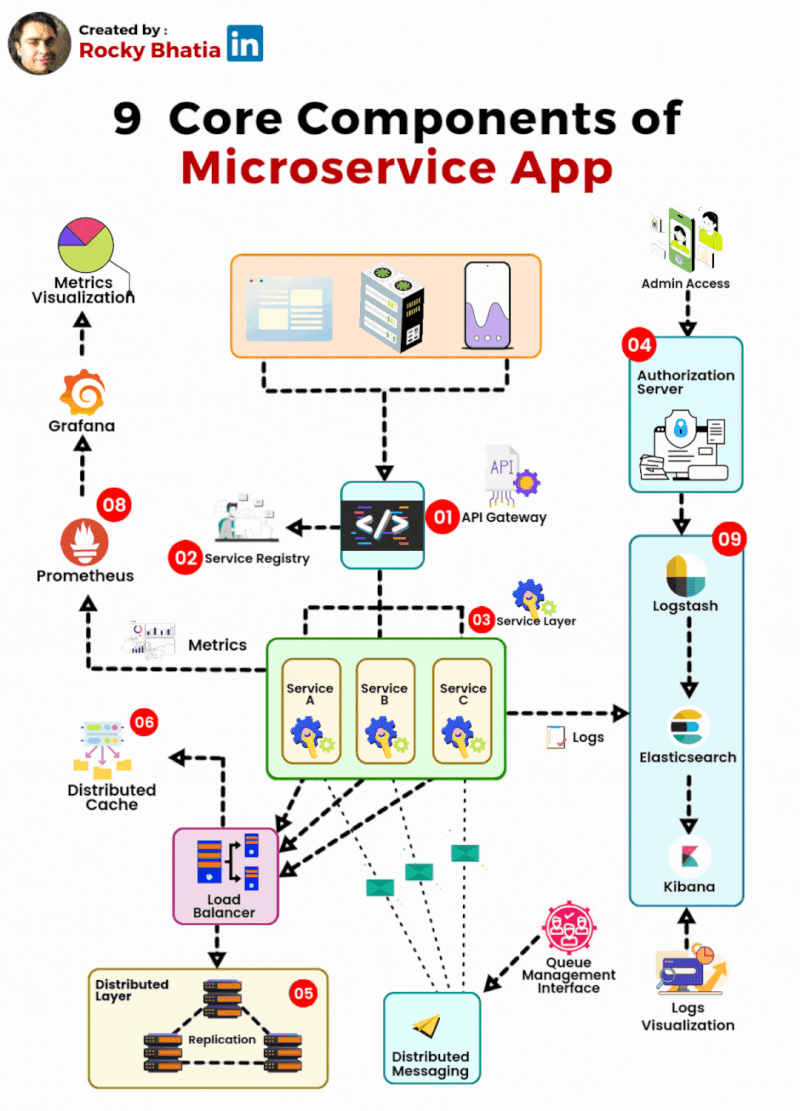 Created by :
Rocky Bhatia in
9 Core Components of
Microservice App
Metrics
Visualization
Admin Access
04
Authorization
Server
Grafana
API
08
01
API Gateway
</>
02
Service Registry
09
Prometheus
Logstash
03
Service Layer
Metrics
Service
A
Service
B
Service
C
06
Logs
Distributed
Cache
Elasticsearch
Kibana
Load
Balancer
Queue
Management
Interface
Distributed
Layer
05
Replication
Logs
Visualization
Distributed
Messaging